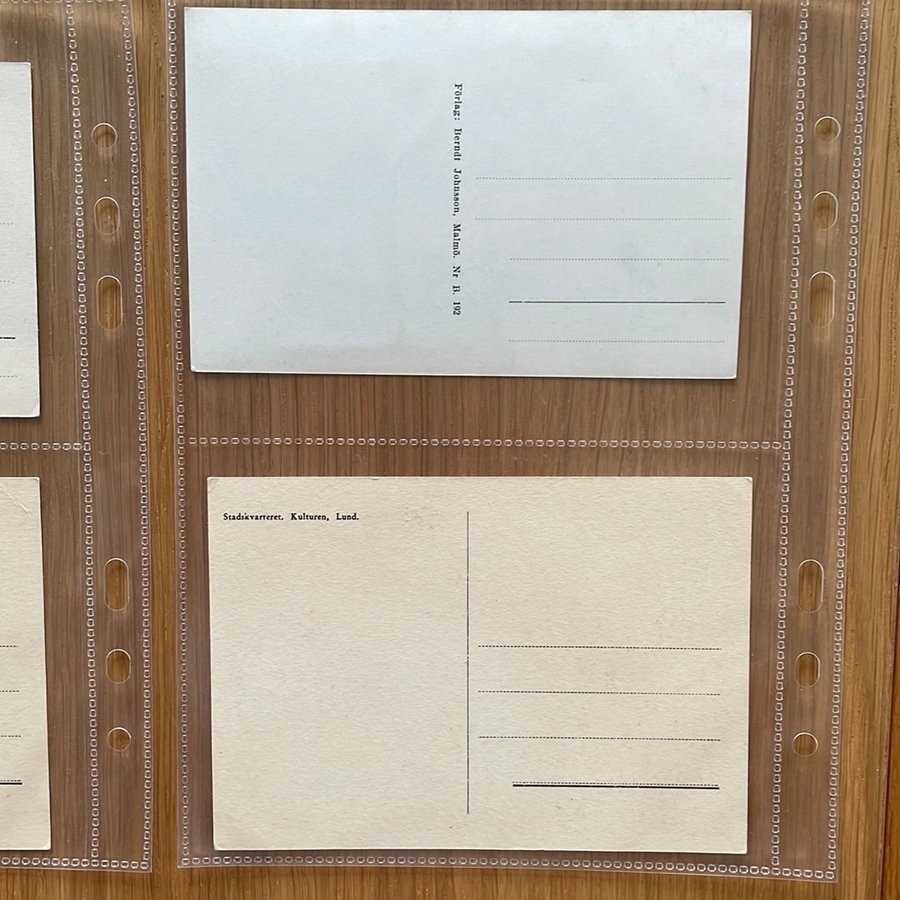 Förlag: Berndt Johnsson, Malmö. Nr B. 192
Stadskvarteret. Kulturen, Lund.